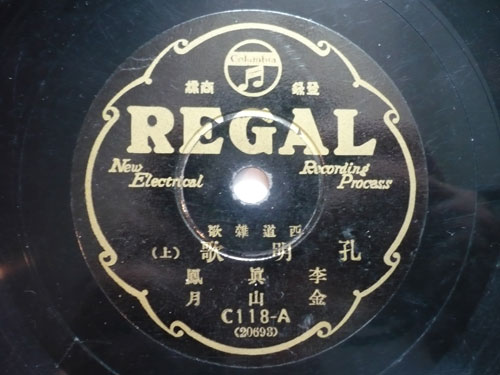 Columbia
標商 錄登
REGAL
New Electrical Recording Process
歌雜道西
(上) 歌明孔
鳳眞李
月山金
C118-A
(20693)